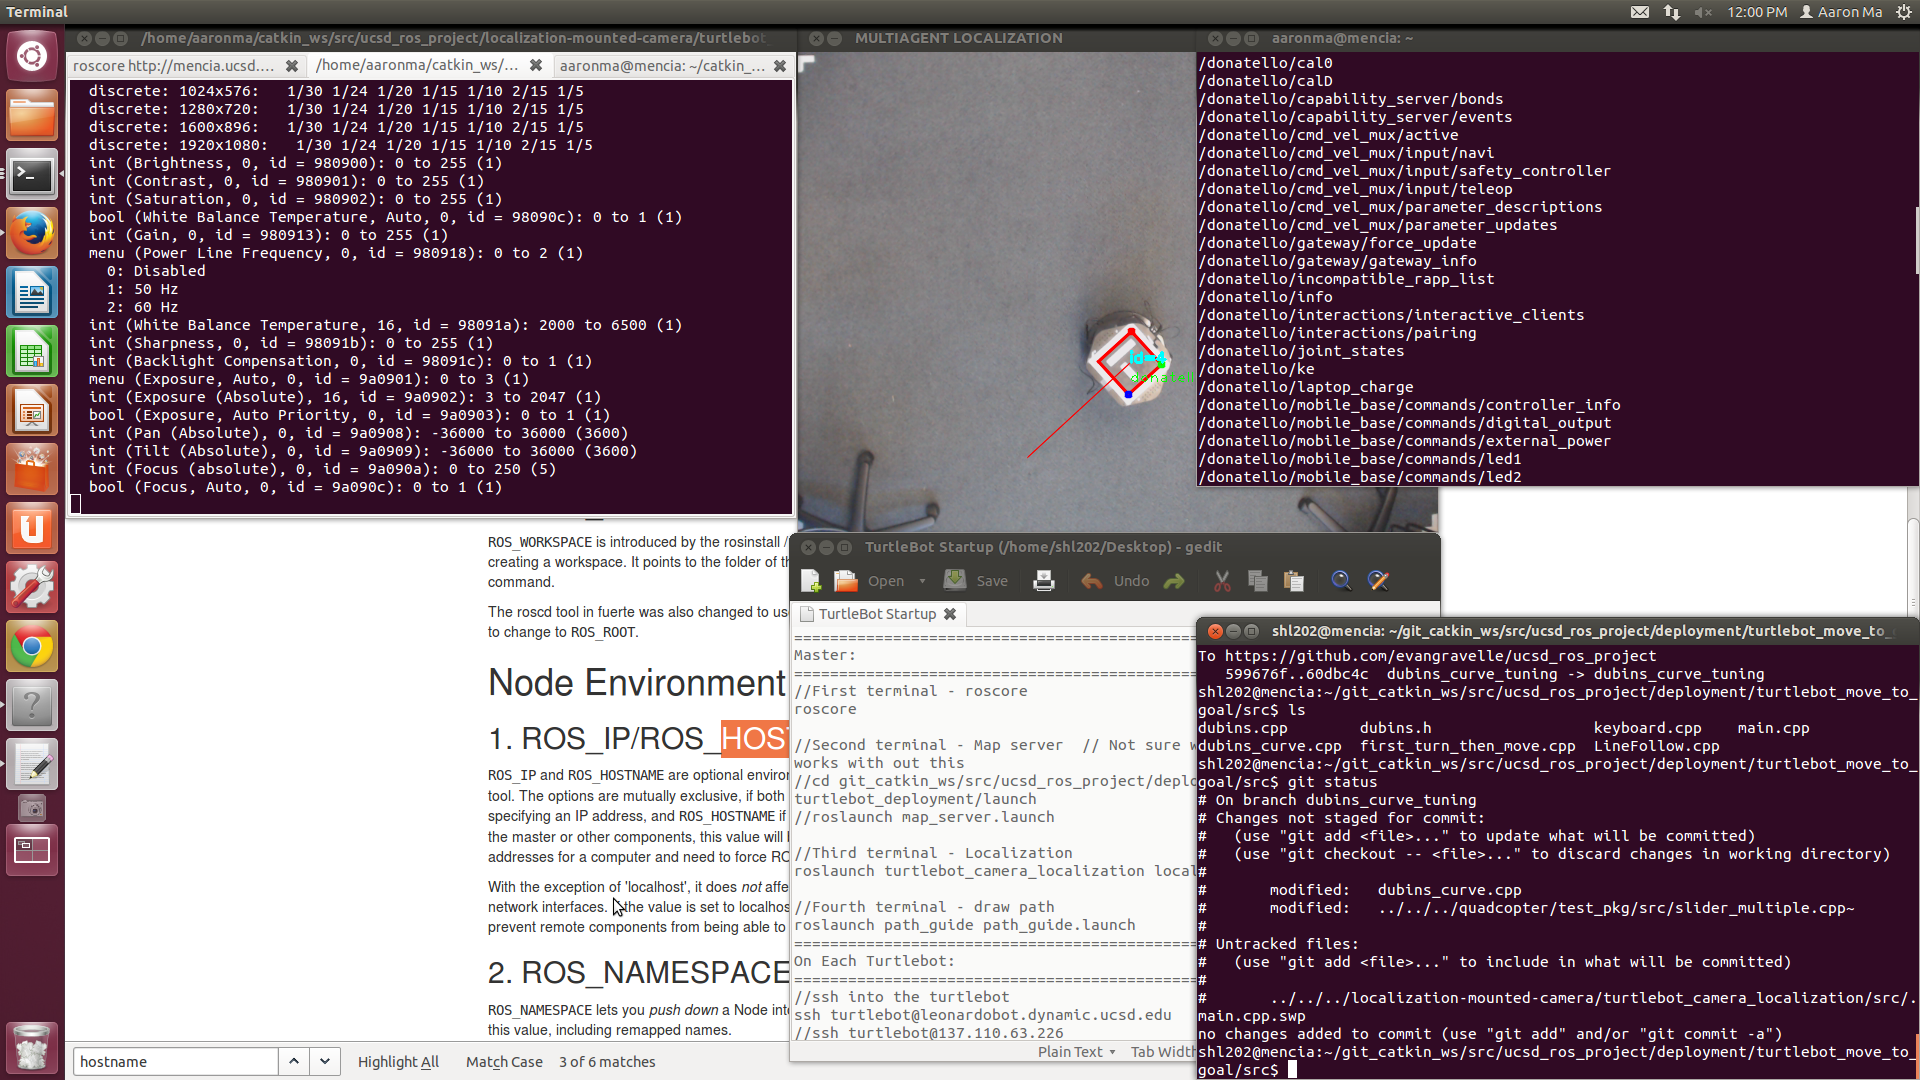 Terminal
12:00 PM
Aaron Ma
/home/aaronma/catkin_ws/src/ucsd_ros_project/localization-mounted-camera/turtlebot
roscore http://mencia.ucsd....
/home/aaronma/catkin_ws/...
aaronma@mencia: ~/catkin_...
discrete: 1024x576:   1/30 1/24 1/20 1/15 1/10 2/15 1/5
discrete: 1280x720:   1/30 1/24 1/20 1/15 1/10 2/15 1/5
discrete: 1600x896:   1/30 1/24 1/20 1/15 1/10 2/15 1/5
discrete: 1920x1080:   1/30 1/24 1/20 1/15 1/10 2/15 1/5
int (Brightness, 0, id = 980900): 0 to 255 (1)
int (Contrast, 0, id = 980901): 0 to 255 (1)
int (Saturation, 0, id = 980902): 0 to 255 (1)
bool (White Balance Temperature, Auto, 0, id = 98090c): 0 to 1 (1)
int (Gain, 0, id = 980913): 0 to 255 (1)
menu (Power Line Frequency, 0, id = 980918): 0 to 2 (1)
0: Disabled
1: 50 Hz
2: 60 Hz
int (White Balance Temperature, 16, id = 98091a): 2000 to 6500 (1)
int (Sharpness, 0, id = 98091b): 0 to 255 (1)
int (Backlight Compensation, 0, id = 98091c): 0 to 1 (1)
menu (Exposure, Auto, 0, id = 9a0901): 0 to 3 (1)
int (Exposure (Absolute), 16, id = 9a0902): 3 to 2047 (1)
bool (Exposure, Auto Priority, 0, id = 9a0903): 0 to 1 (1)
int (Pan (Absolute), 0, id = 9a0908): -36000 to 36000 (3600)
int (Tilt (Absolute), 0, id = 9a0909): -36000 to 36000 (3600)
int (Focus (absolute), 0, id = 9a090a): 0 to 250 (5)
bool (Focus, Auto, 0, id = 9a090c): 0 to 1 (1)
MULTIAGENT LOCALIZATION
id=4
donatell
aaronma@mencia: ~
/donatello/cal0
/donatello/calD
/donatello/capability_server/bonds
/donatello/capability_server/events
/donatello/cmd_vel_mux/active
/donatello/cmd_vel_mux/input/navi
/donatello/cmd_vel_mux/input/safety_controller
/donatello/cmd_vel_mux/input/teleop
/donatello/cmd_vel_mux/parameter_descriptions
/donatello/cmd_vel_mux/parameter_updates
/donatello/gateway/force_update
/donatello/gateway/gateway_info
/donatello/incompatible_rapp_list
/donatello/info
/donatello/interactions/interactive_clients
/donatello/interactions/pairing
/donatello/joint_states
/donatello/ke
/donatello/laptop_charge
/donatello/mobile_base/commands/controller_info
/donatello/mobile_base/commands/digital_output
/donatello/mobile_base/commands/external_power
/donatello/mobile_base/commands/led1
/donatello/mobile_base/commands/led2
ROS_WORKSPACE is introduced by the rosinstall /
creating a workspace. It points to the folder of th
command.
The roscd tool in fuerte was also changed to use
to change to ROS_ROOT.
Node Environment
1. ROS_IP/ROS_HOST
ROS_IP and ROS_HOSTNAME are optional environ
tool. The options are mutually exclusive, if both
specifying an IP address, and ROS_HOSTNAME if
the master or other components, this value will
addresses for a computer and need to force RO
With the exception of 'localhost', it does not affe
network interfaces. the value is set to localhos
prevent remote components from being able to
2. ROS_NAMESPACE
ROS_NAMESPACE lets you push down a Node into
this value, including remapped names.
hostname
Highlight All
Match Case
3 of 6 matches
TurtleBot Startup (/home/shl202/Desktop) - gedit
Open
Save
Undo
TurtleBot Startup
=============================================
Master:
=============================================
//First terminal - roscore
roscore
//Second terminal - Map server  // Not sure w
works with out this
//cd git_catkin_ws/src/ucsd_ros_project/deplo
turtlebot_deployment/launch
//roslaunch map_server.launch
//Third terminal - Localization
roslaunch turtlebot_camera_localization local
//Fourth terminal - draw path
roslaunch path_guide path_guide.launch
=============================================
On Each Turtlebot:
=============================================
//ssh into the turtlebot
ssh turtlebot@leonardobot.dynamic.ucsd.edu
//ssh turtlebot@137.110.63.226
Plain Text
Tab Width
shl202@mencia: ~/git_catkin_ws/src/ucsd_ros_project/deployment/turtlebot_move_to_
To https://github.com/evangravelle/ucsd_ros_project
599676f..60dbc4c  dubins_curve_tuning -> dubins_curve_tuning
shl202@mencia:~/git_catkin_ws/src/ucsd_ros_project/deployment/turtlebot_move_to_
goal/src$ ls
dubins.cpp        dubins.h                  keyboard.cpp    main.cpp
dubins_curve.cpp  first_turn_then_move.cpp  LineFollow.cpp
shl202@mencia:~/git_catkin_ws/src/ucsd_ros_project/deployment/turtlebot_move_to_
goal/src$ git status
# On branch dubins_curve_tuning
# Changes not staged for commit:
#   (use "git add <file>..." to update what will be committed)
#   (use "git checkout -- <file>..." to discard changes in working directory)
#
#       modified:   dubins_curve.cpp
#       modified:   ../../../quadcopter/test_pkg/src/slider_multiple.cpp~
#
# Untracked files:
#   (use "git add <file>..." to include in what will be committed)
#
#       ../../../localization-mounted-camera/turtlebot_camera_localization/src/.
main.cpp.swp
no changes added to commit (use "git add" and/or "git commit -a")
shl202@mencia:~/git_catkin_ws/src/ucsd_ros_project/deployment/turtlebot_move_to_
goal/src$